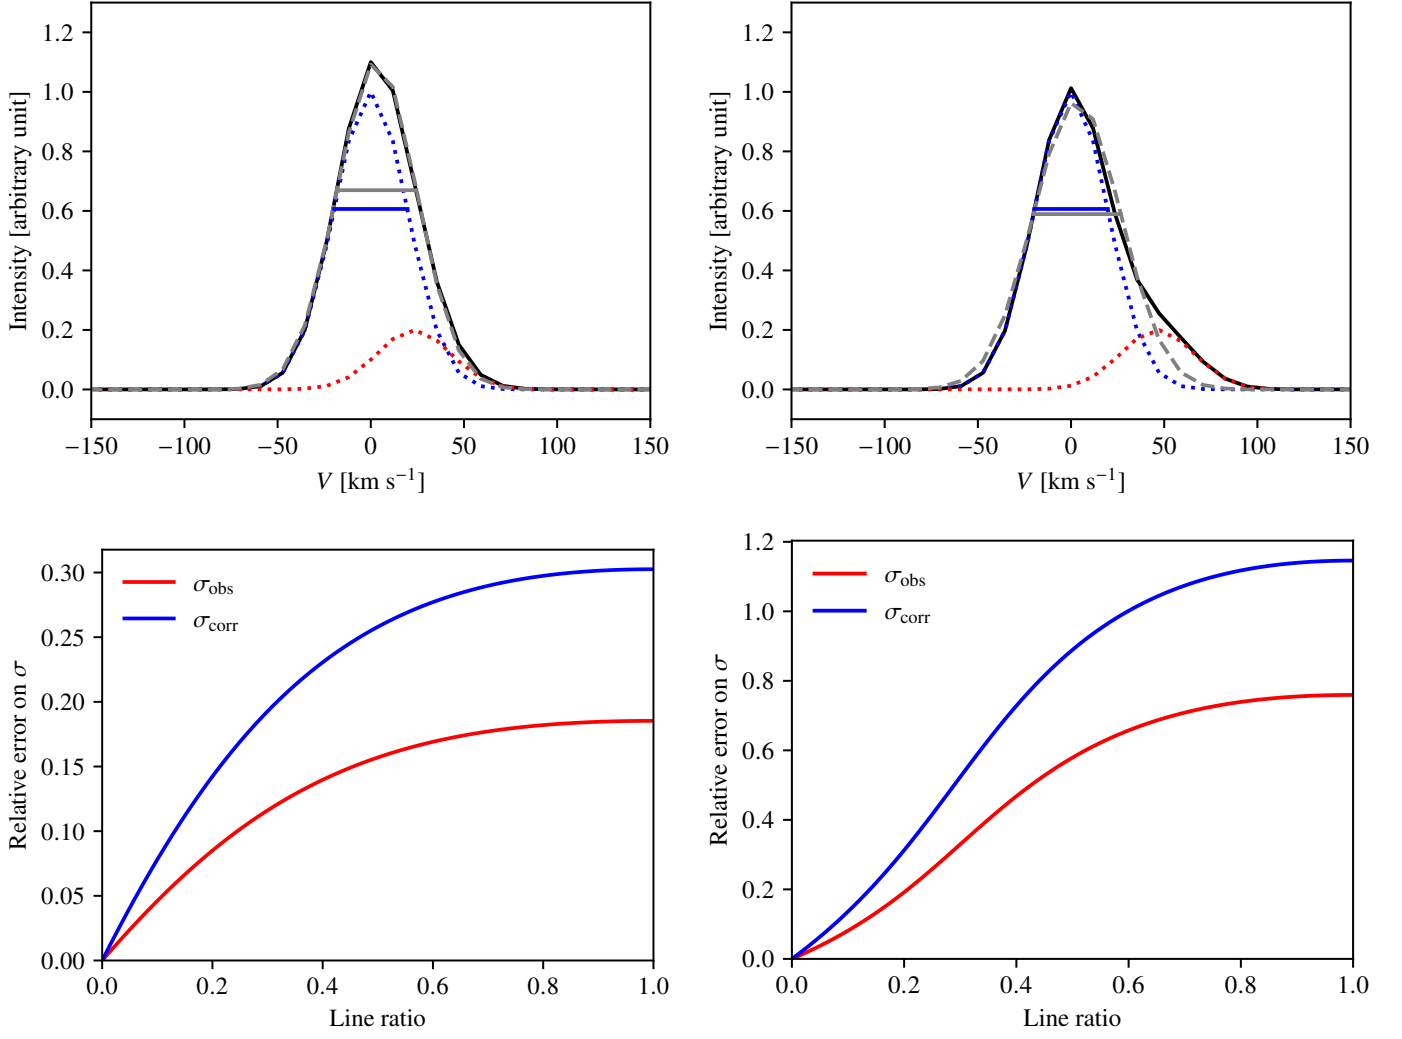 1.2
1.0
0.8
0.6
0.4
0.2
0.0
Intensity [arbitrary unit]
−150 −100 −50 0 50 100 150
V [km s⁻¹]
1.2
1.0
0.8
0.6
0.4
0.2
0.0
Intensity [arbitrary unit]
−150 −100 −50 0 50 100 150
V [km s⁻¹]
0.30
0.25
0.20
0.15
0.10
0.05
0.00
Relative error on σ
σobs
σcorr
0.0 0.2 0.4 0.6 0.8 1.0
Line ratio
1.2
1.0
0.8
0.6
0.4
0.2
0.0
Relative error on σ
σobs
σcorr
0.0 0.2 0.4 0.6 0.8 1.0
Line ratio